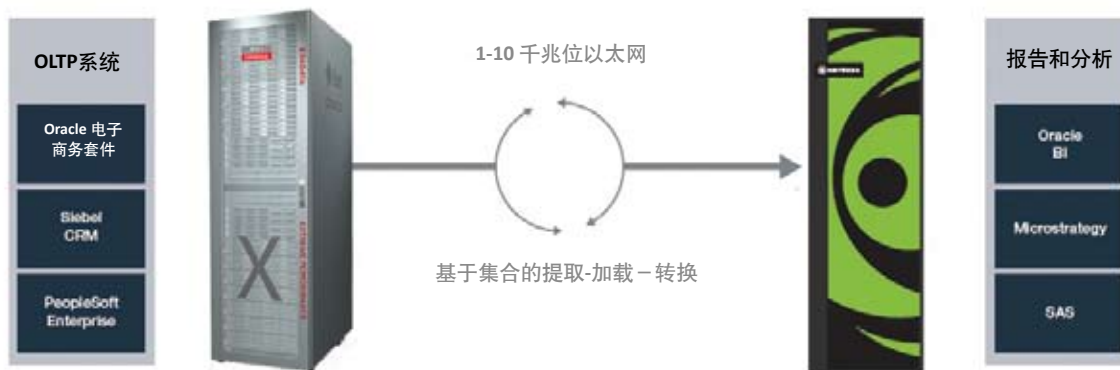 OLTP系统
Oracle 电子
商务套件
Siebel
CRM
PeopleSoft
Enterprise
X
1-10 千兆位以太网
基于集合的提取-加载－转换
NETEZZA
报告和分析
Oracle
BI
Microstrategy
SAS